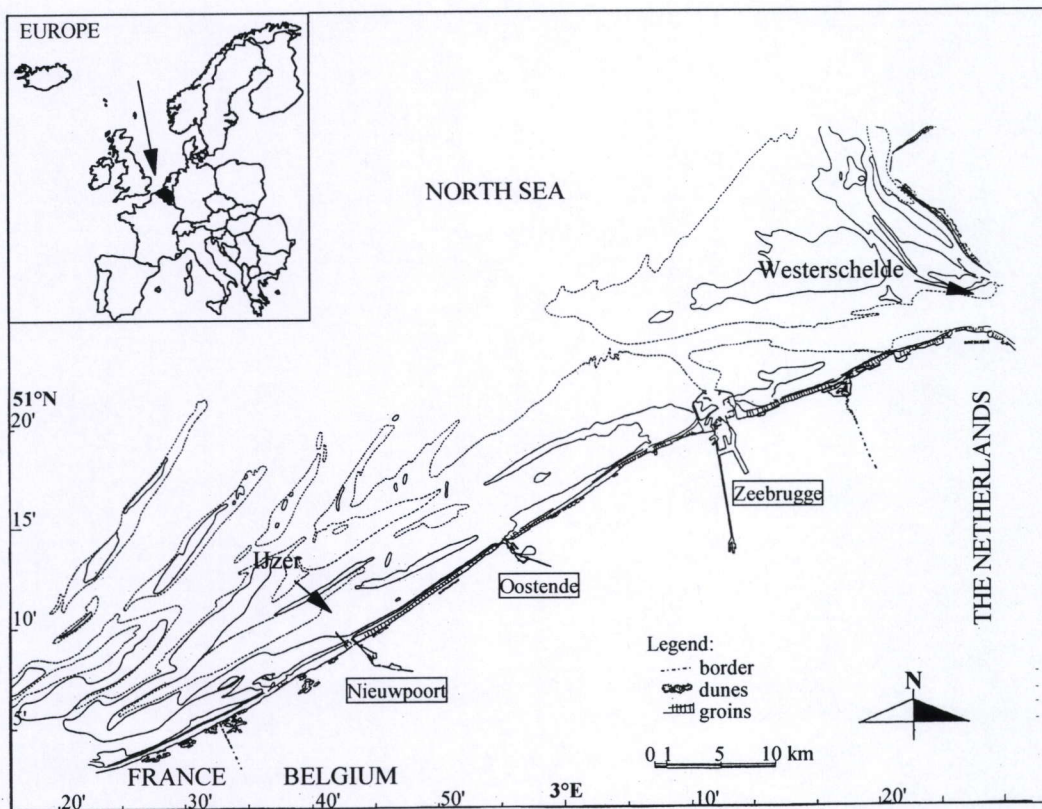 EUROPE
NORTH SEA
Westerschelde
51°N
20'
15'
10'
5'
IJzer
Zeebrugge
Oostende
Nieuwpoort
THE NETHERLANDS
Legend:
border
dunes
groins
N
0 1 5 10 km
FRANCE BELGIUM
20' 30' 40' 50' 3°E 10' 20'